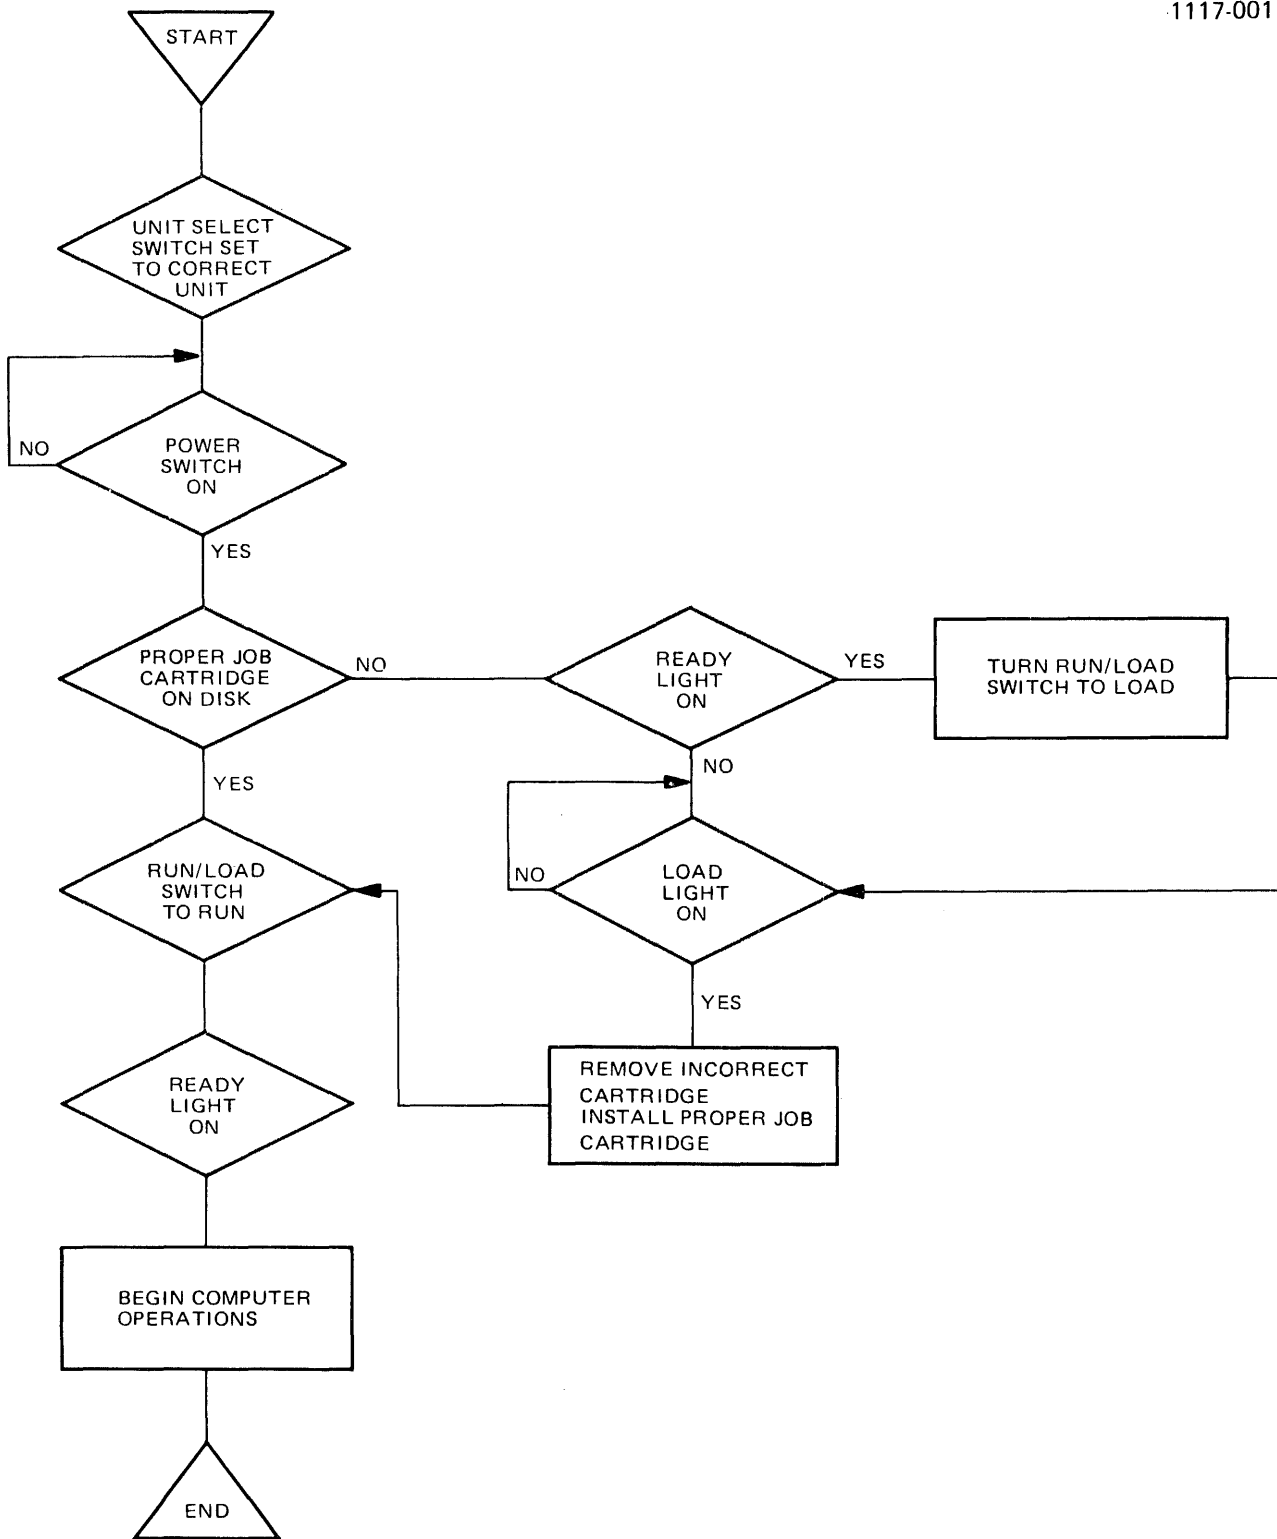 1117-001
START
UNIT SELECT
SWITCH SET
TO CORRECT
UNIT
NO
POWER
SWITCH
ON
YES
PROPER JOB
CARTRIDGE
ON DISK
NO
READY
LIGHT
ON
YES
TURN RUN/LOAD
SWITCH TO LOAD
YES
NO
RUN/LOAD
SWITCH
TO RUN
NO
LOAD
LIGHT
ON
YES
READY
LIGHT
ON
REMOVE INCORRECT
CARTRIDGE
INSTALL PROPER JOB
CARTRIDGE
BEGIN COMPUTER
OPERATIONS
END